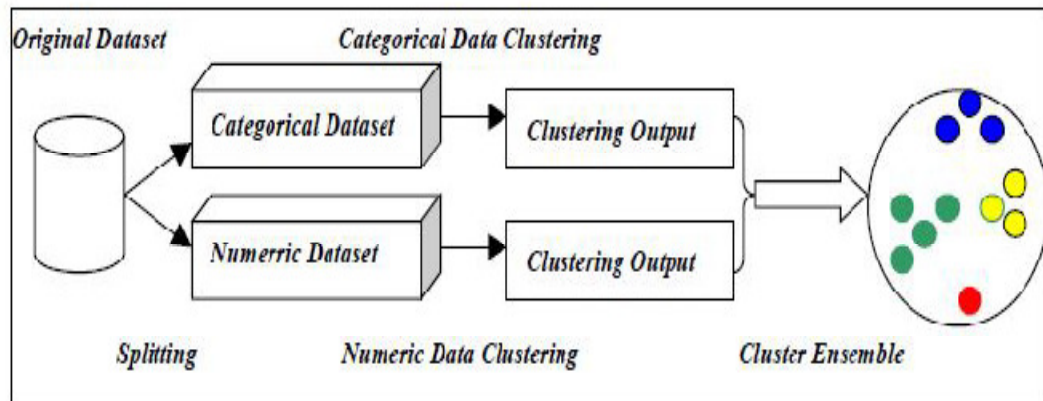 Original Dataset
Categorical Data Clustering
Categorical Dataset
Clustering Output
Numerric Dataset
Clustering Output
Splitting
Numeric Data Clustering
Cluster Ensemble